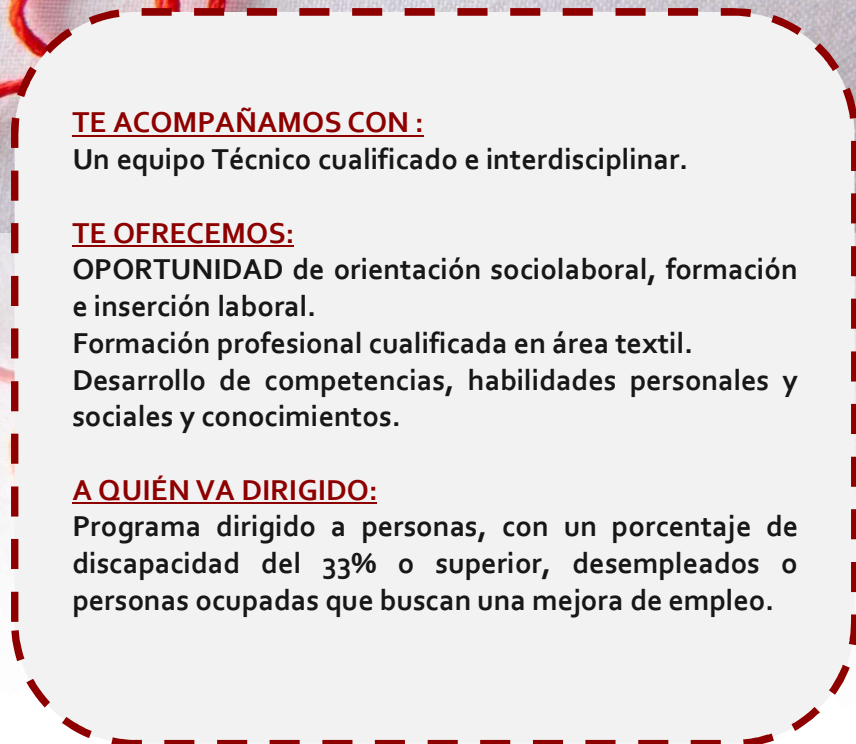 TE ACOMPAÑAMOS CON :
Un equipo Técnico cualificado e interdisciplinar.
TE OFRECEMOS:
OPORTUNIDAD de orientación sociolaboral, formación
e inserción laboral.
Formación profesional cualificada en área textil.
Desarrollo de competencias, habilidades personales y
sociales y conocimientos.
A QUIÉN VA DIRIGIDO:
Programa dirigido a personas, con un porcentaje de
discapacidad del 33% o superior, desempleados o
personas ocupadas que buscan una mejora de empleo.